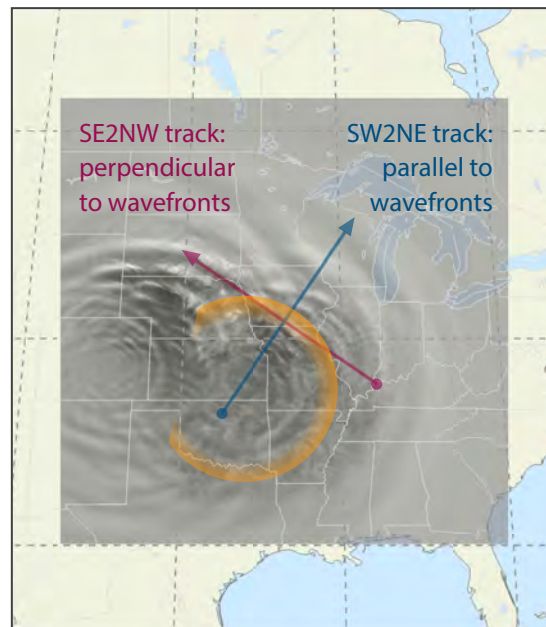 SE2NW track:
perpendicular
to wavefronts
SW2NE track:
parallel to
wavefronts